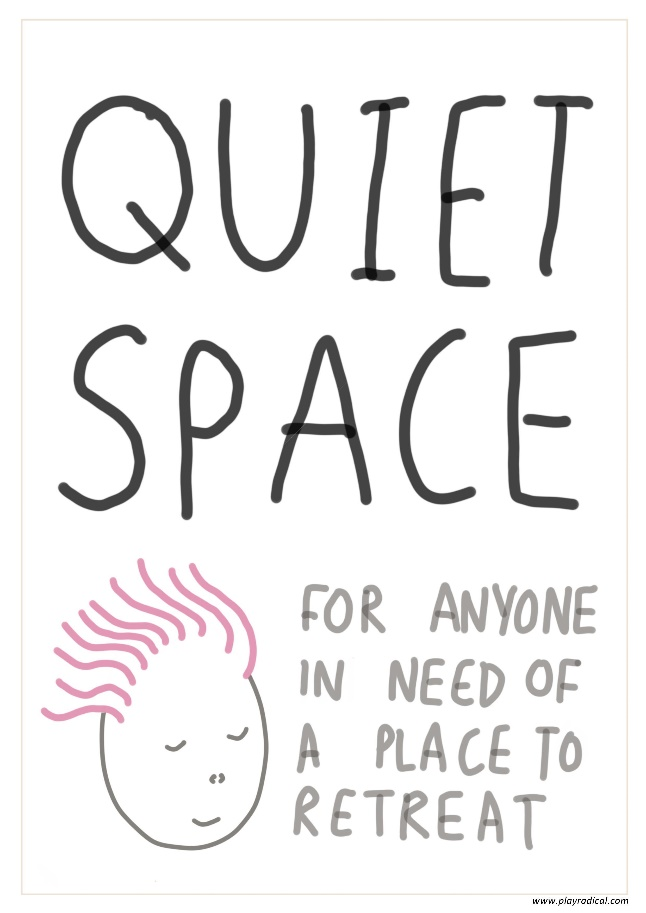 QUIET
SPACE
FOR ANYONE
IN NEED OF
A PLACE TO
RETREAT
www.playradical.com